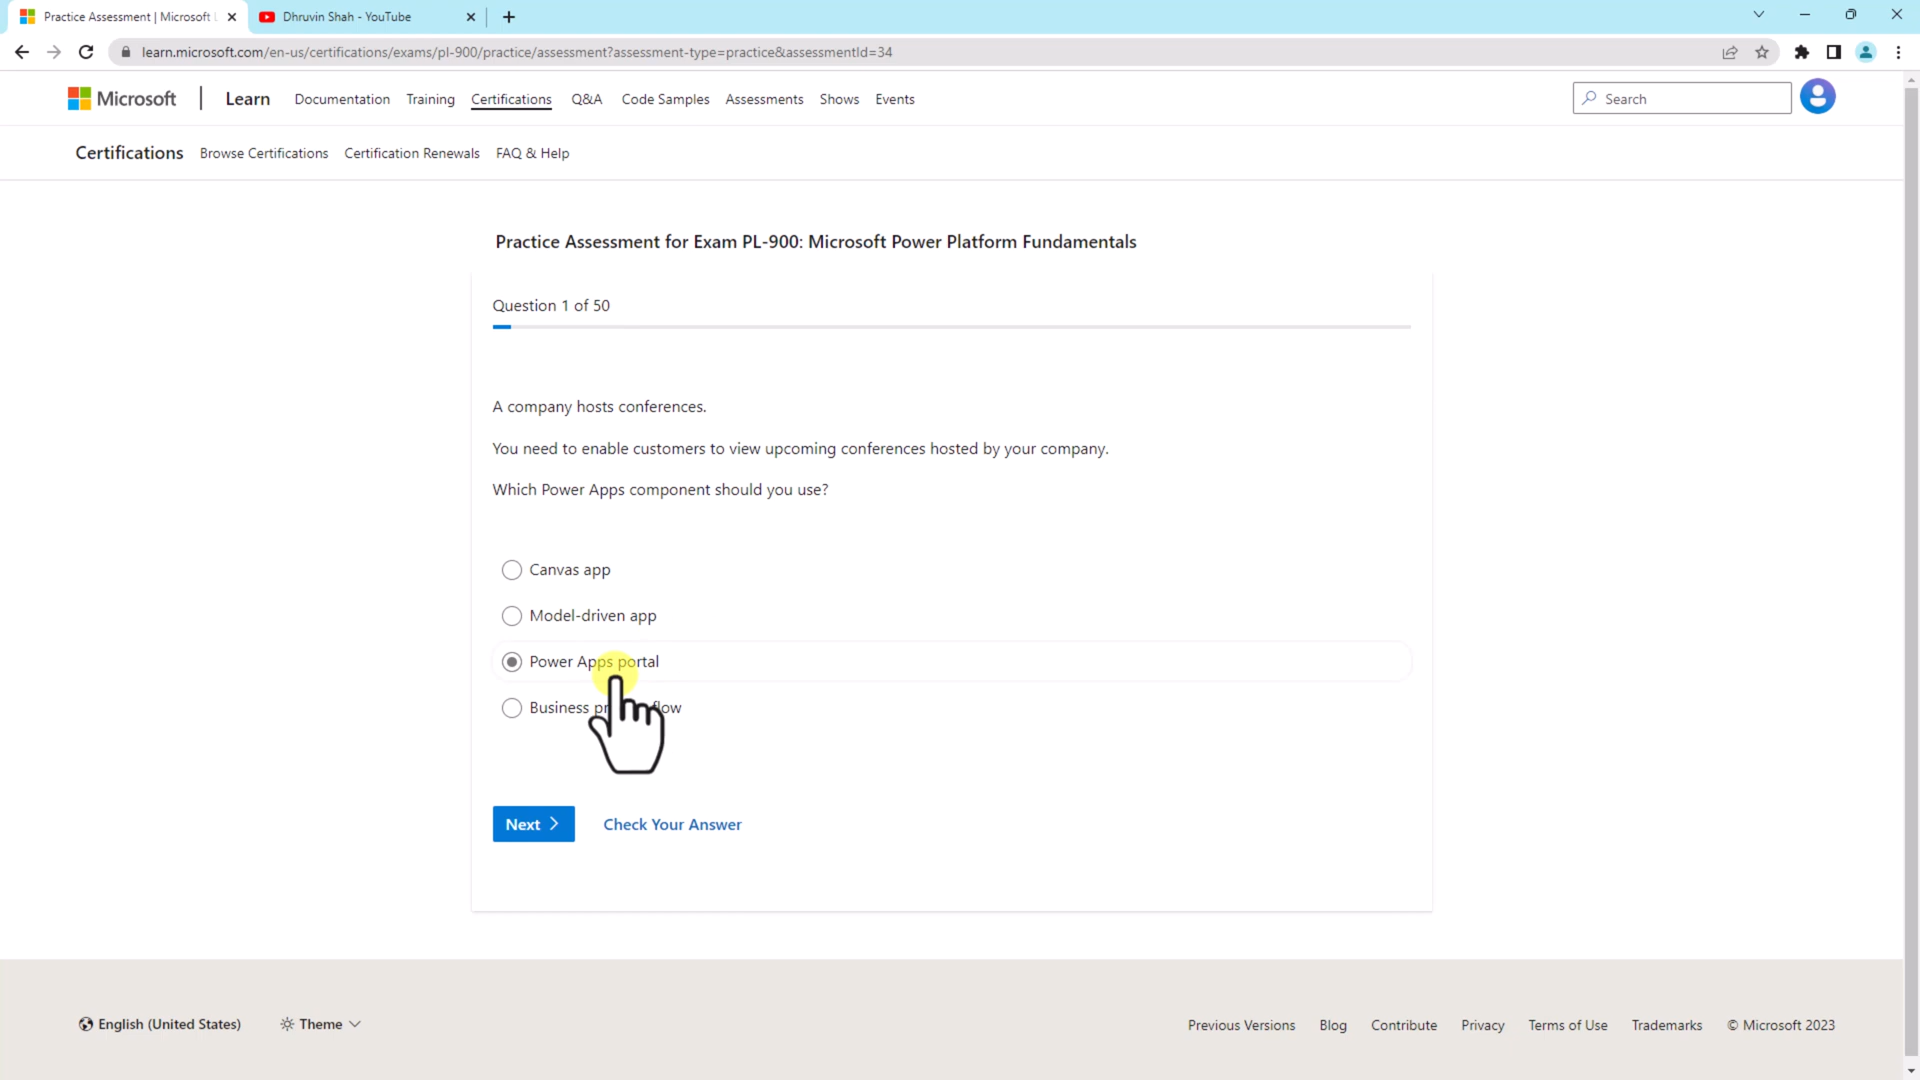 Practice Assessment | Microsoft L
Dhruvin Shah - YouTube
learn.microsoft.com/en-us/certifications/exams/pl-900/practice/assessment?assessment-type=practice&assessmentId=34
Microsoft
Learn
Documentation
Training
Certifications
Q&A
Code Samples
Assessments
Shows
Events
Search
Certifications
Browse Certifications
Certification Renewals
FAQ & Help
Practice Assessment for Exam PL-900: Microsoft Power Platform Fundamentals
Question 1 of 50
A company hosts conferences.
You need to enable customers to view upcoming conferences hosted by your company.
Which Power Apps component should you use?
Canvas app
Model-driven app
Power Apps portal
Business pr flow
Next
Check Your Answer
English (United States)
Theme
Previous Versions
Blog
Contribute
Privacy
Terms of Use
Trademarks
© Microsoft 2023